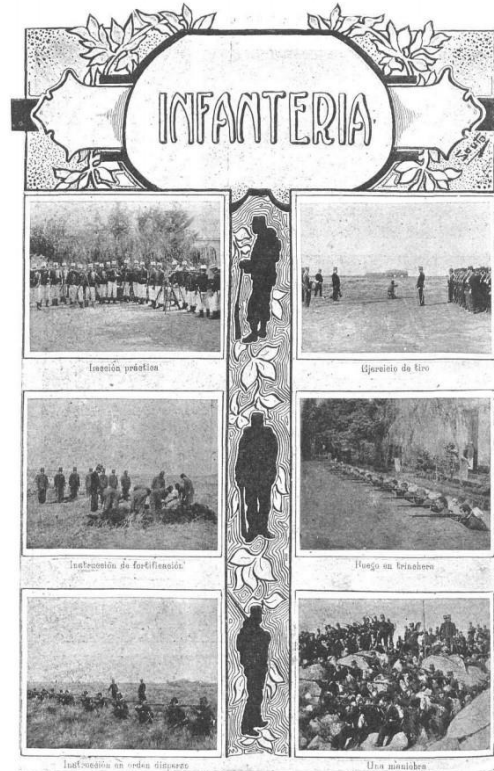 INFANTERIA
Lección práctica
Ejercicio de tiro
Instrucción de fortificación
Fuego en trinchera
Instrucción en orden disperso
Una maniobra